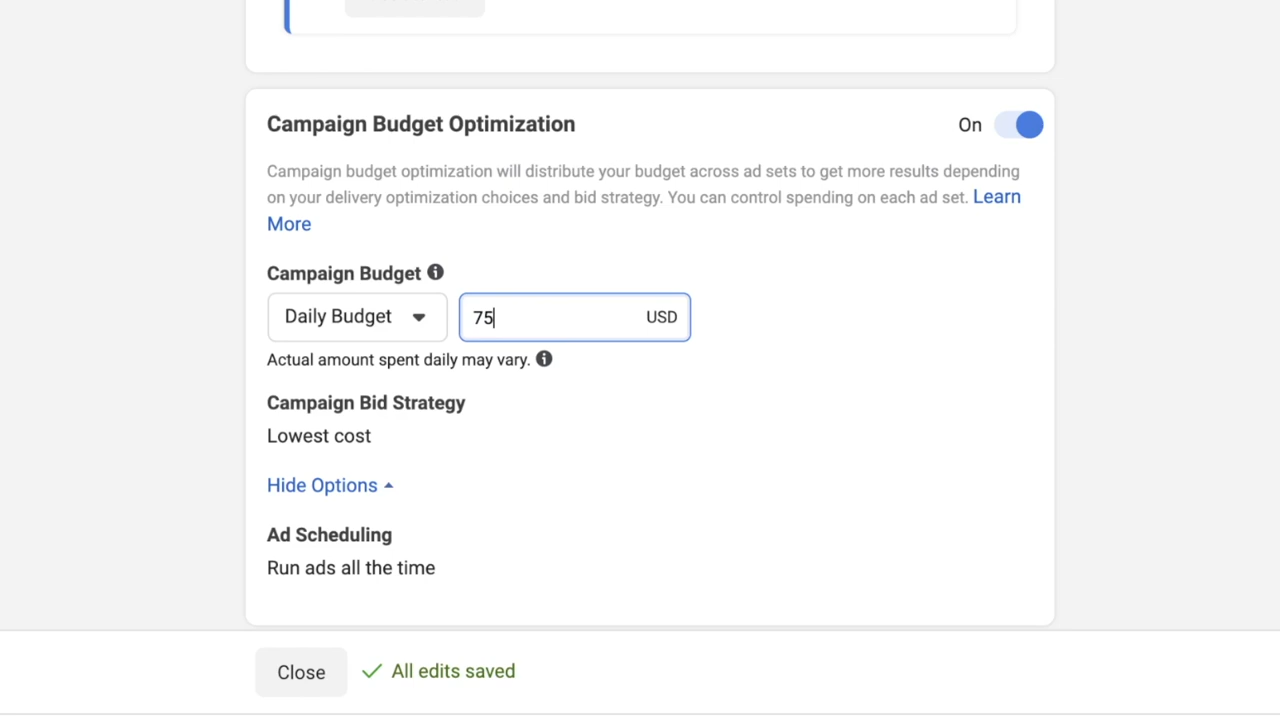 Campaign Budget Optimization
On
Campaign budget optimization will distribute your budget across ad sets to get more results depending
on your delivery optimization choices and bid strategy. You can control spending on each ad set. Learn
More
Campaign Budget
Daily Budget
75
USD
Actual amount spent daily may vary.
Campaign Bid Strategy
Lowest cost
Hide Options
Ad Scheduling
Run ads all the time
Close
All edits saved